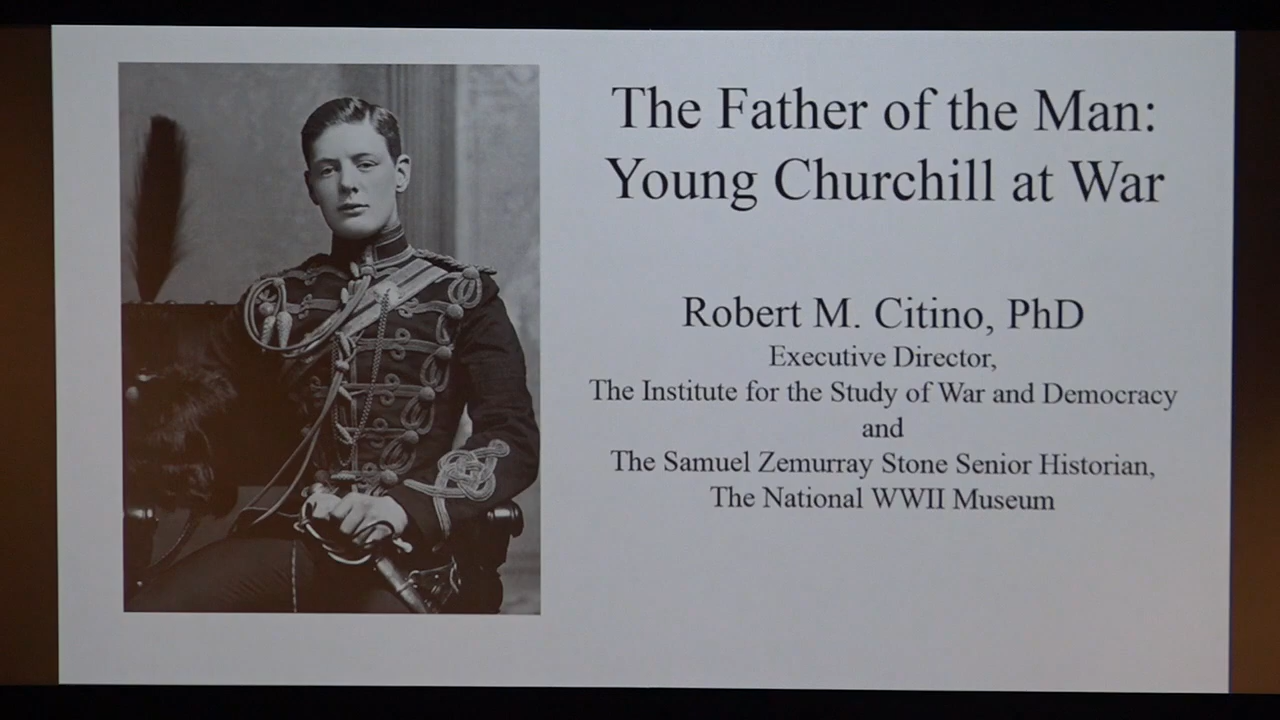 The Father of the Man:
Young Churchill at War
Robert M. Citino, PhD
Executive Director,
The Institute for the Study of War and Democracy
and
The Samuel Zemurray Stone Senior Historian,
The National WWII Museum